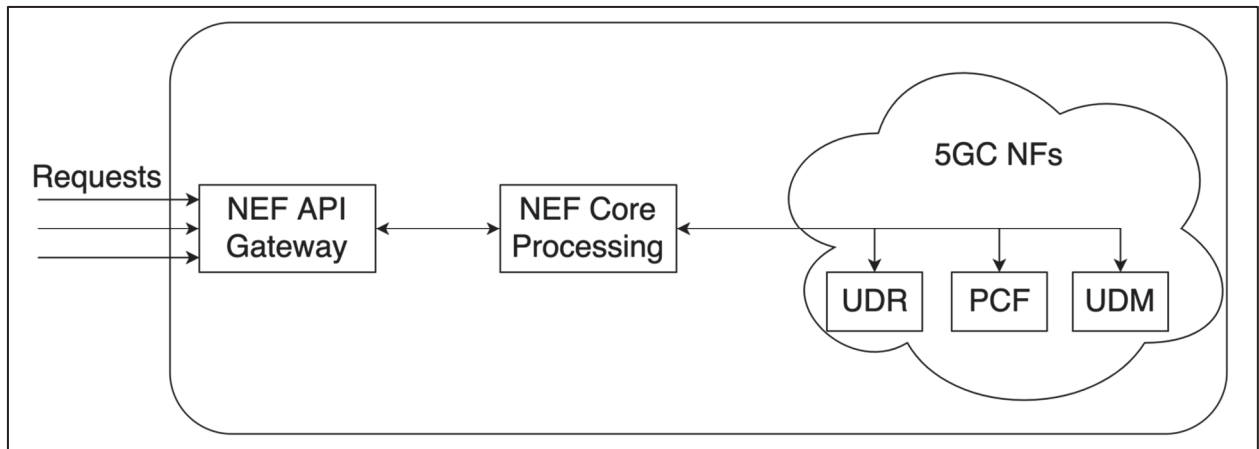 Requests
NEF API
Gateway
NEF Core
Processing
5GC NFs
UDR
PCF
UDM